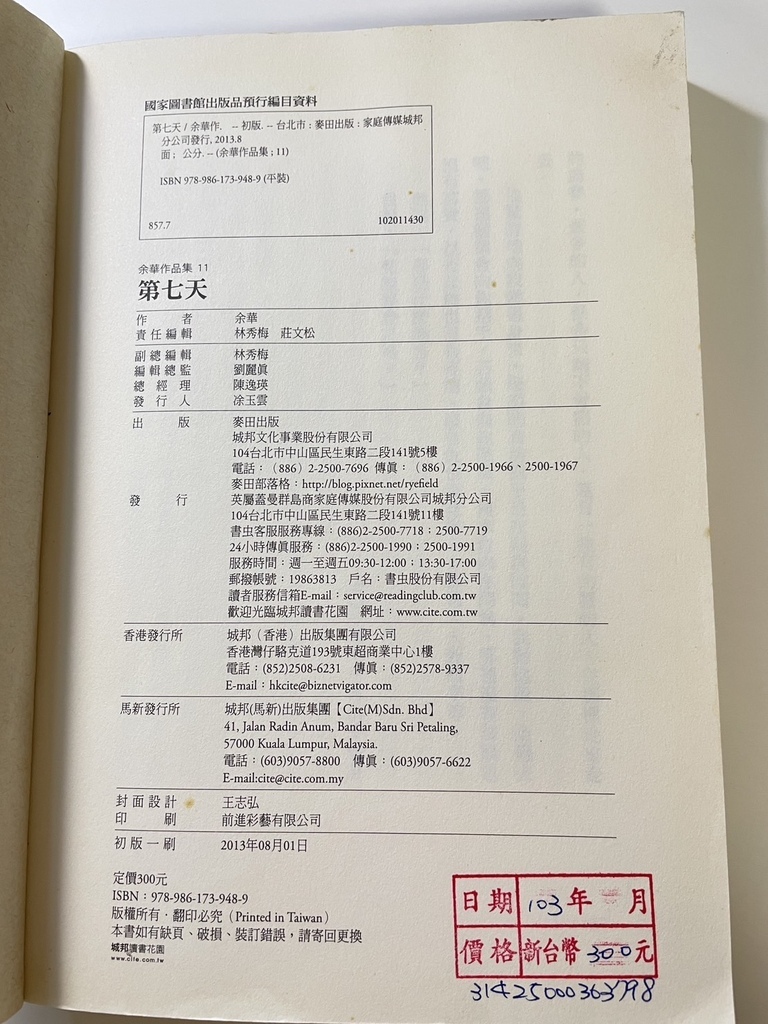 國家圖書館出版品預行編目資料
第七天 / 余華作. -- 初版. -- 台北市 : 麥田出版 : 家庭傳媒城邦
分公司發行, 2013.8
面 ; 公分. -- (余華作品集 ; 11)
ISBN 978-986-173-948-9 (平裝)
857.7 102011430
余華作品集 11
第七天
作者 余華
責任編輯 林秀梅 莊文松
副總編輯 林秀梅
編輯總監 劉麗眞
總經理 陳逸瑛
發行人 凃玉雲
出版 麥田出版
城邦文化事業股份有限公司
104台北市中山區民生東路二段141號5樓
電話：（886）2-2500-7696 傳眞：（886）2-2500-1966、2500-1967
麥田部落格：http://blog.pixnet.net/ryefield
發行 英屬蓋曼群島商家庭傳媒股份有限公司城邦分公司
104台北市中山區民生東路二段141號11樓
書虫客服服務專線：(886)2-2500-7718；2500-7719
24小時傳眞服務：(886)2-2500-1990；2500-1991
服務時間：週一至週五09:30-12:00；13:30-17:00
郵撥帳號：19863813 戶名：書虫股份有限公司
讀者服務信箱E-mail：service@readingclub.com.tw
歡迎光臨城邦讀書花園 網址：www.cite.com.tw
香港發行所 城邦（香港）出版集團有限公司
香港灣仔駱克道193號東超商業中心1樓
電話：(852)2508-6231 傳眞：(852)2578-9337
E-mail：hkcite@biznetvigator.com
馬新發行所 城邦(馬新)出版集團【Cite(M)Sdn. Bhd】
41, Jalan Radin Anum, Bandar Baru Sri Petaling,
57000 Kuala Lumpur, Malaysia.
電話：(603)9057-8800 傳眞：(603)9057-6622
E-mail:cite@cite.com.my
封面設計 王志弘
印刷 前進彩藝有限公司
初版一刷 2013年08月01日
定價300元
ISBN：978-986-173-948-9
版權所有‧翻印必究（Printed in Taiwan）
本書如有缺頁、破損、裝訂錯誤，請寄回更換
城邦讀書花園
www.cite.com.tw
日期 103年 月
價格 新台幣 300元
31425000363798